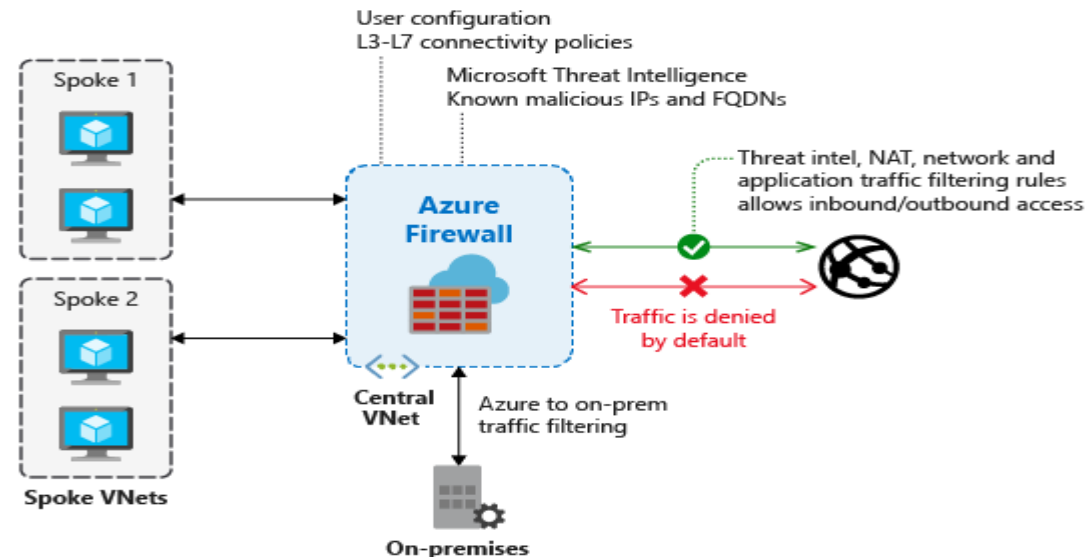 User configuration
L3-L7 connectivity policies
Microsoft Threat Intelligence
Known malicious IPs and FQDNs
Spoke 1
Threat intel, NAT, network and
application traffic filtering rules
allows inbound/outbound access
Azure
Firewall
Spoke 2
Traffic is denied
by default
Central
VNet
Azure to on-prem
traffic filtering
Spoke VNets
On-premises